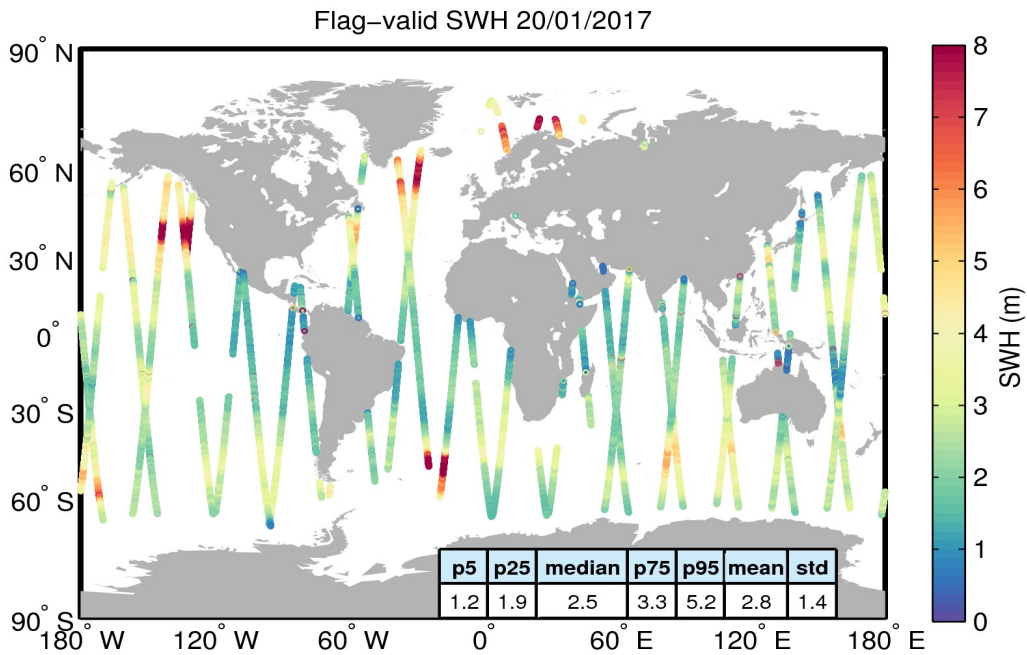 Flag−valid SWH 20/01/2017
90° N
60° N
30° N
0°
30° S
60° S
90° S
180° W
120° W
60° W
0°
60° E
120° E
180° E
8
7
6
5
4
3
2
1
0
SWH (m)
p5 p25 median p75 p95 mean std
1.2 1.9 2.5 3.3 5.2 2.8 1.4